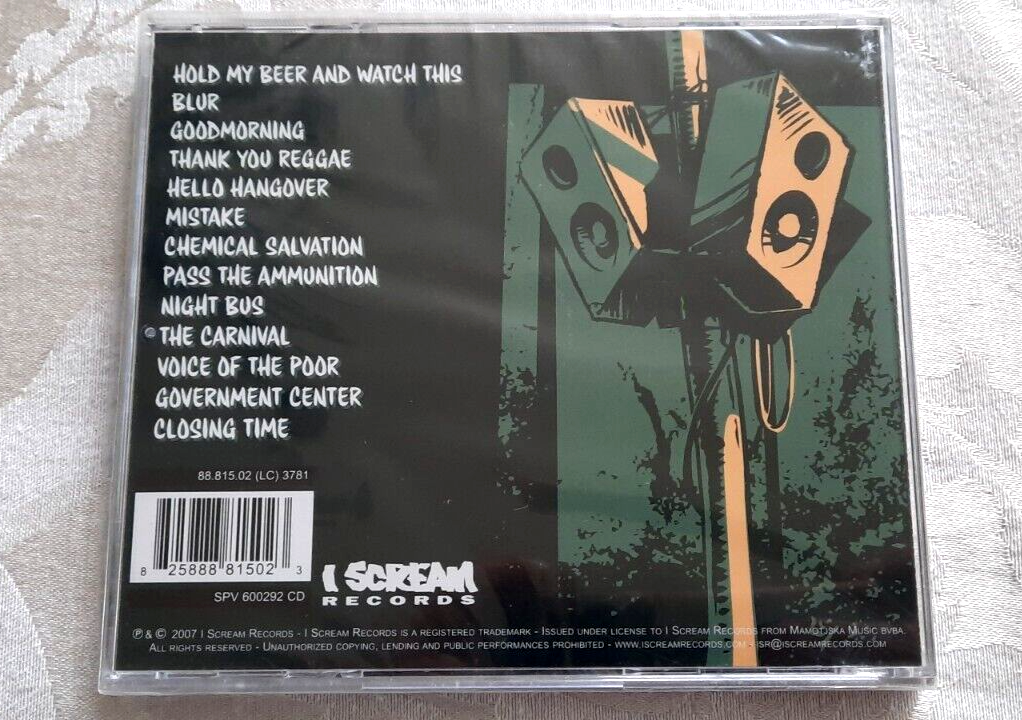 HOLD MY BEER AND WATCH THIS
BLUR
GOODMORNING
THANK YOU REGGAE
HELLO HANGOVER
MISTAKE
CHEMICAL SALVATION
PASS THE AMMUNITION
NIGHT BUS
THE CARNIVAL
VOICE OF THE POOR
GOVERNMENT CENTER
CLOSING TIME
88.815.02 (LC) 3781
8 25888 81502 3
SPV 600292 CD
I SCREAM
RECORDS
℗ & © 2007 I SCREAM RECORDS - I SCREAM RECORDS IS A REGISTERED TRADEMARK - ISSUED UNDER LICENSE TO I SCREAM RECORDS FROM MAMOTJSKA MUSIC BVBA.
ALL RIGHTS RESERVED - UNAUTHORIZED COPYING, LENDING AND PUBLIC PERFORMANCES PROHIBITED - WWW.ISCREAMRECORDS.COM - ISR@ISCREAMRECORDS.COM